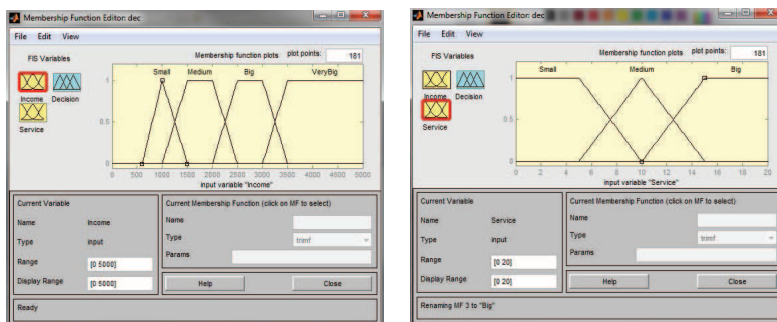 Membership Function Editor: dec
File Edit View
FIS Variables
Membership function plots plot points: 181
Income Decision
Service
Small Medium Big VeryBig
1
0.5
0
0 500 1000 1500 2000 2500 3000 3500 4000 4500 5000
input variable "Income"
Current Variable
Name Income
Type input
Range [0 5000]
Display Range [0 5000]
Current Membership Function (click on MF to select)
Name
Type trimf
Params
Help Close
Ready
Membership Function Editor: dec
File Edit View
FIS Variables
Membership function plots plot points: 181
Income Decision
Service
Small Medium Big
1
0.5
0
0 2 4 6 8 10 12 14 16 18 20
input variable "Service"
Current Variable
Name Service
Type input
Range [0 20]
Display Range [0 20]
Current Membership Function (click on MF to select)
Name
Type trimf
Params
Help Close
Renaming MF 3 to "Big"